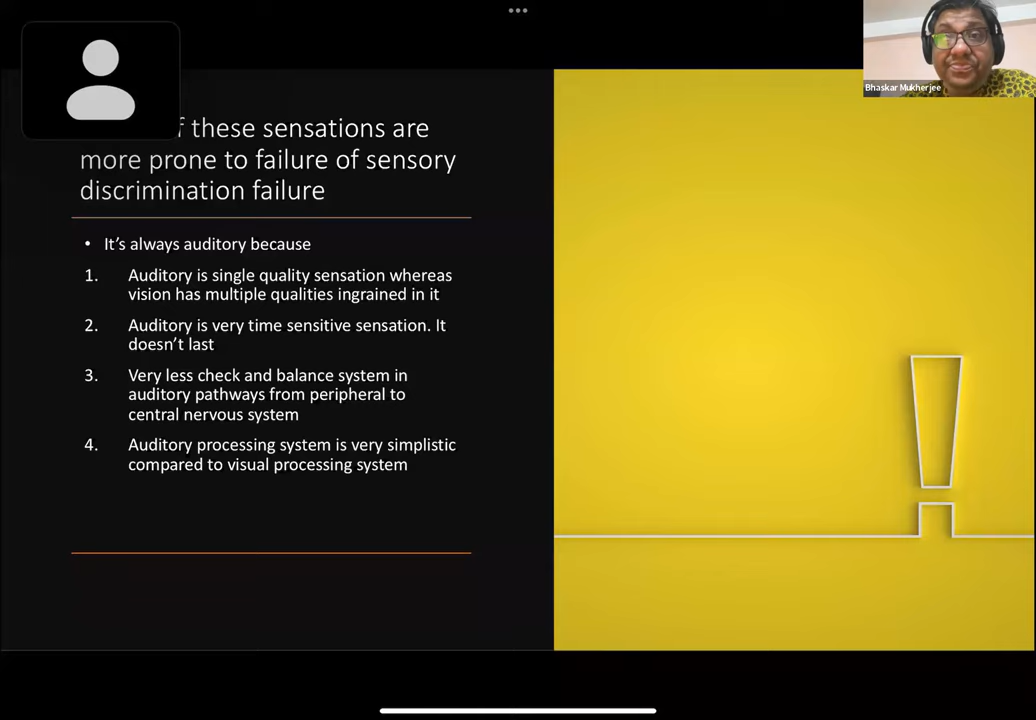 Bhaskar Mukherjee
these sensations are
more prone to failure of sensory
discrimination failure
• It's always auditory because
1. Auditory is single quality sensation whereas
vision has multiple qualities ingrained in it
2. Auditory is very time sensitive sensation. It
doesn't last
3. Very less check and balance system in
auditory pathways from peripheral to
central nervous system
4. Auditory processing system is very simplistic
compared to visual processing system